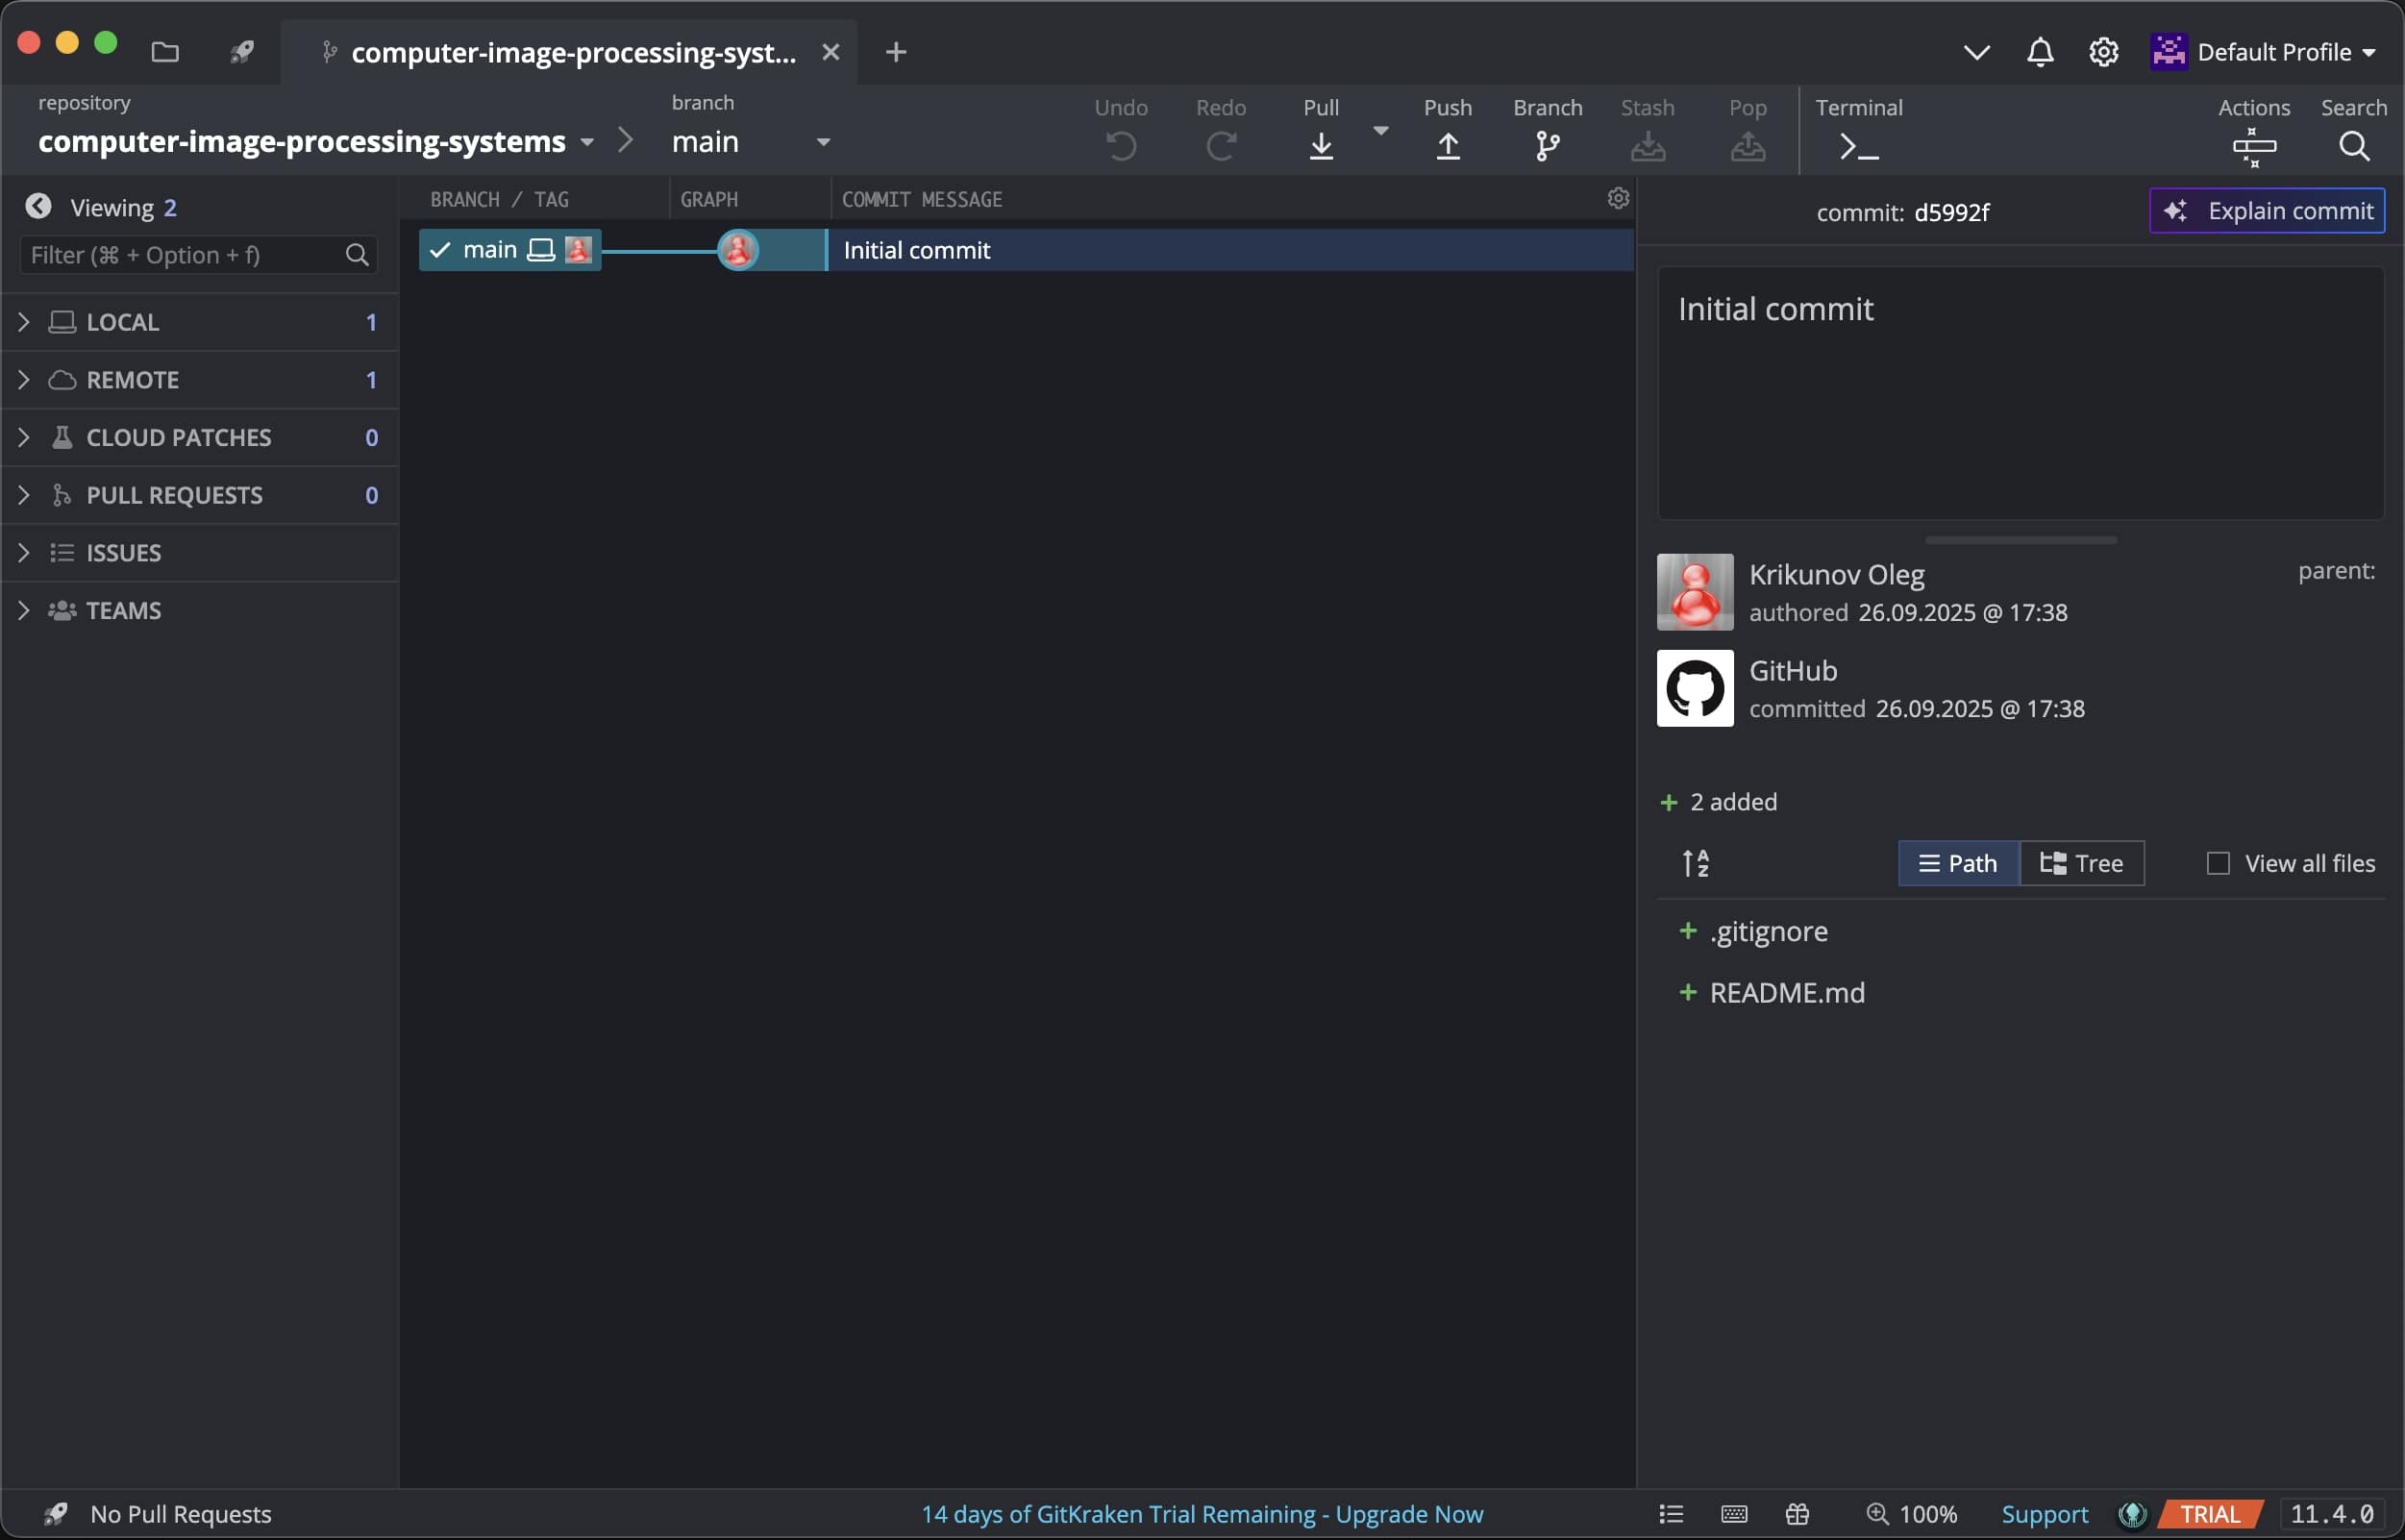 computer-image-processing-syst...
Default Profile
repository
computer-image-processing-systems
branch
main
Undo
Redo
Pull
Push
Branch
Stash
Pop
Terminal
Actions
Search
Viewing 2
Filter (⌘ + Option + f)
LOCAL 1
REMOTE 1
CLOUD PATCHES 0
PULL REQUESTS 0
ISSUES
TEAMS
BRANCH / TAG
GRAPH
COMMIT MESSAGE
main
Initial commit
commit: d5992f
Explain commit
Initial commit
Krikunov Oleg
authored 26.09.2025 @ 17:38
parent:
GitHub
committed 26.09.2025 @ 17:38
+ 2 added
A
Z
Path
Tree
View all files
+ .gitignore
+ README.md
No Pull Requests
14 days of GitKraken Trial Remaining - Upgrade Now
100%
Support
TRIAL
11.4.0